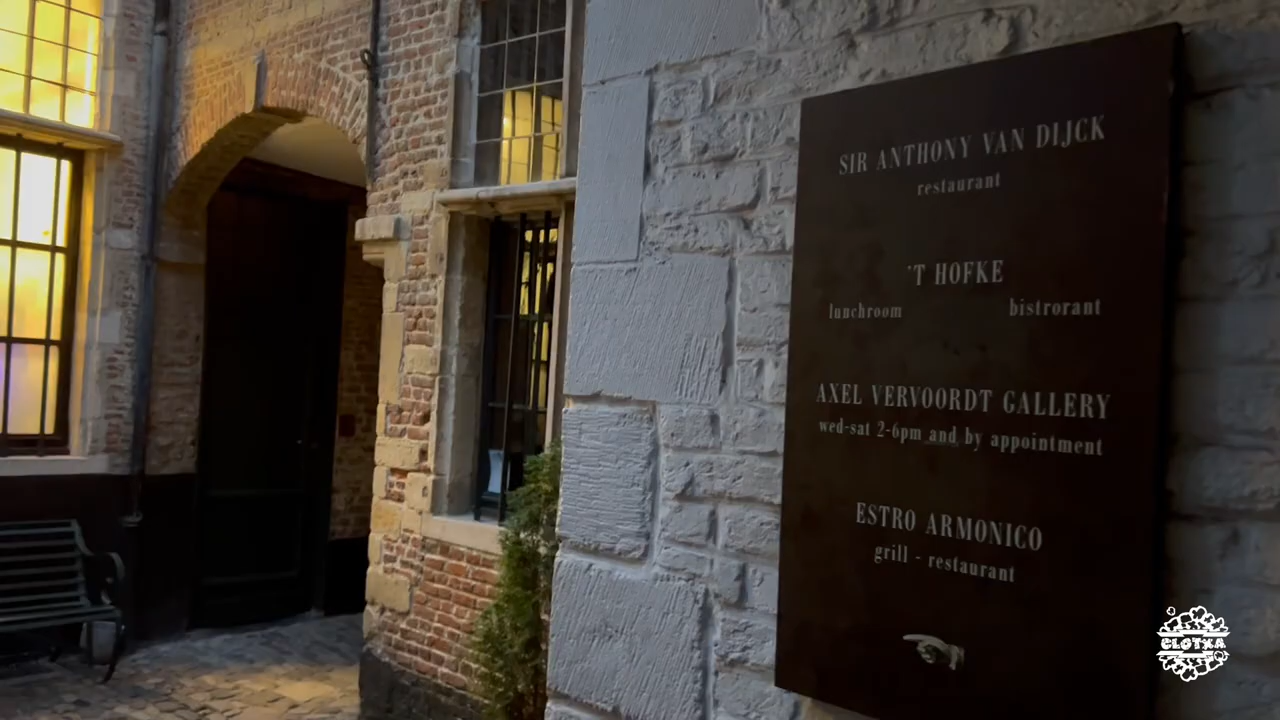 SIR ANTHONY VAN DIJCK
restaurant
'T HOFKE
lunchroom bistrorant
AXEL VERVOORDT GALLERY
wed-sat 2-6pm and by appointment
ESTRO ARMONICO
grill - restaurant
CLOTXA